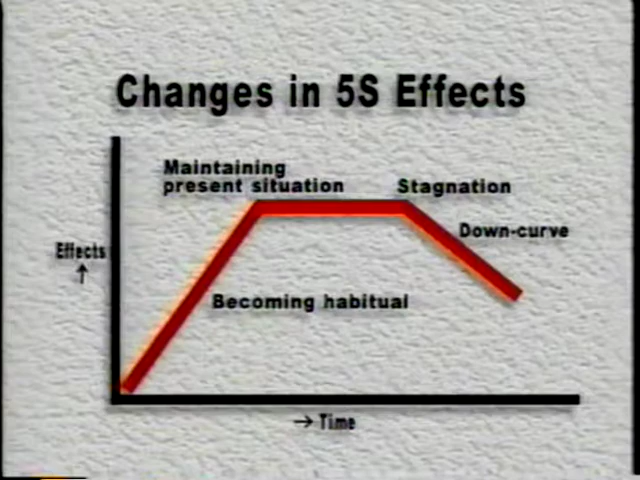 Changes in 5S Effects
Maintaining
present situation
Stagnation
Down-curve
Effects
↑
Becoming habitual
→ Time